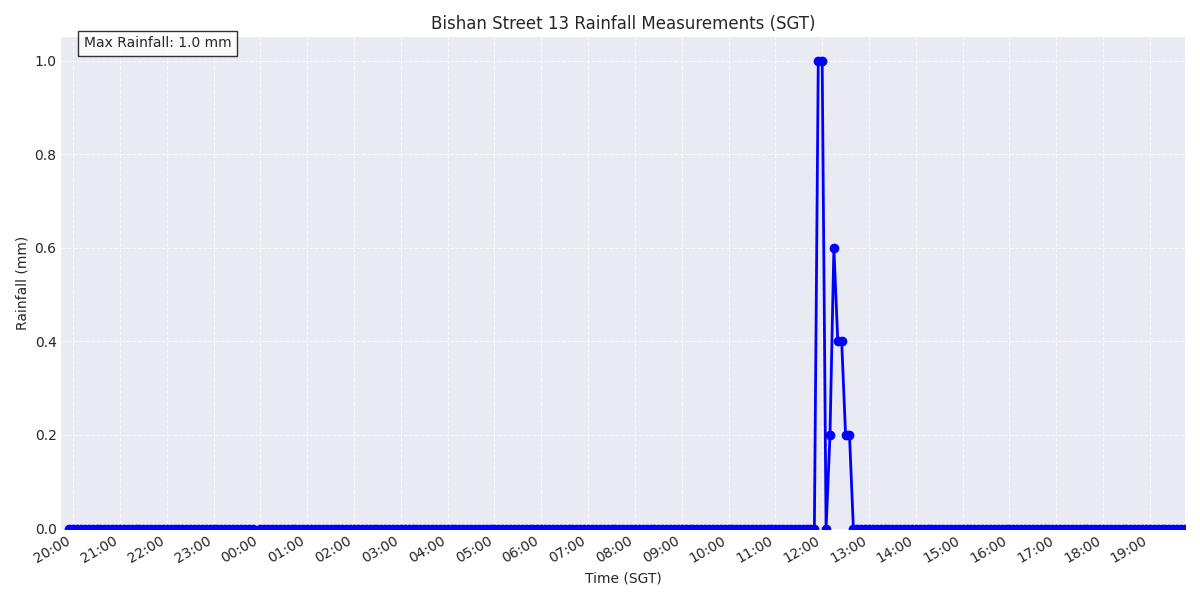 Bishan Street 13 Rainfall Measurements (SGT)
Max Rainfall: 1.0 mm
1.0
0.8
0.6
0.4
0.2
0.0
Rainfall (mm)
20:00 21:00 22:00 23:00 00:00 01:00 02:00 03:00 04:00 05:00 06:00 07:00 08:00 09:00 10:00 11:00 12:00 13:00 14:00 15:00 16:00 17:00 18:00 19:00
Time (SGT)